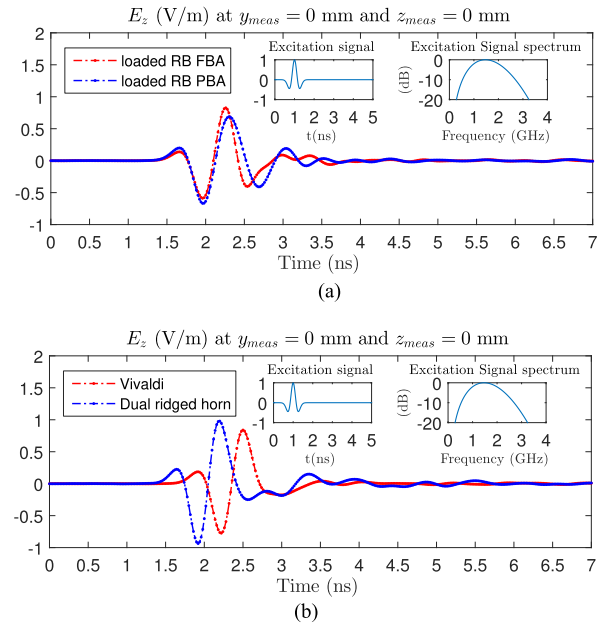 E_z (V/m) at y_meas = 0 mm and z_meas = 0 mm
2
1.5
1
0.5
0
-0.5
-1
loaded RB FBA
loaded RB PBA
Excitation signal
1
0
-1
0 1 2 3 4 5
t(ns)
Excitation Signal spectrum
(dB)
0
-10
-20
0 1 2 3 4
Frequency (GHz)
0 0.5 1 1.5 2 2.5 3 3.5 4 4.5 5 5.5 6 6.5 7
Time (ns)
(a)
E_z (V/m) at y_meas = 0 mm and z_meas = 0 mm
2
1.5
1
0.5
0
-0.5
-1
Vivaldi
Dual ridged horn
Excitation signal
1
0
-1
0 1 2 3 4 5
t(ns)
Excitation Signal spectrum
(dB)
0
-10
-20
0 1 2 3 4
Frequency (GHz)
0 0.5 1 1.5 2 2.5 3 3.5 4 4.5 5 5.5 6 6.5 7
Time (ns)
(b)